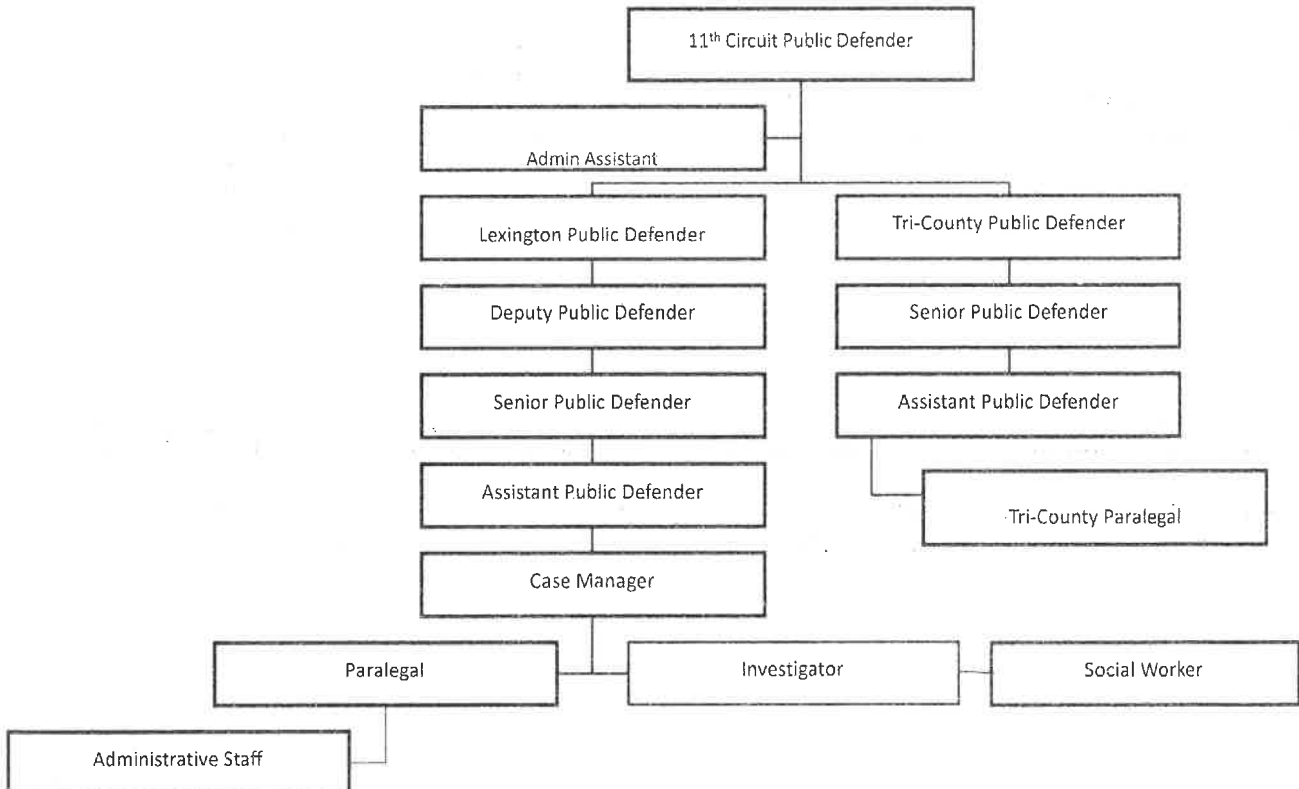 11th Circuit Public Defender
Admin Assistant
Lexington Public Defender
Tri-County Public Defender
Deputy Public Defender
Senior Public Defender
Senior Public Defender
Assistant Public Defender
Assistant Public Defender
Tri-County Paralegal
Case Manager
Paralegal
Investigator
Social Worker
Administrative Staff